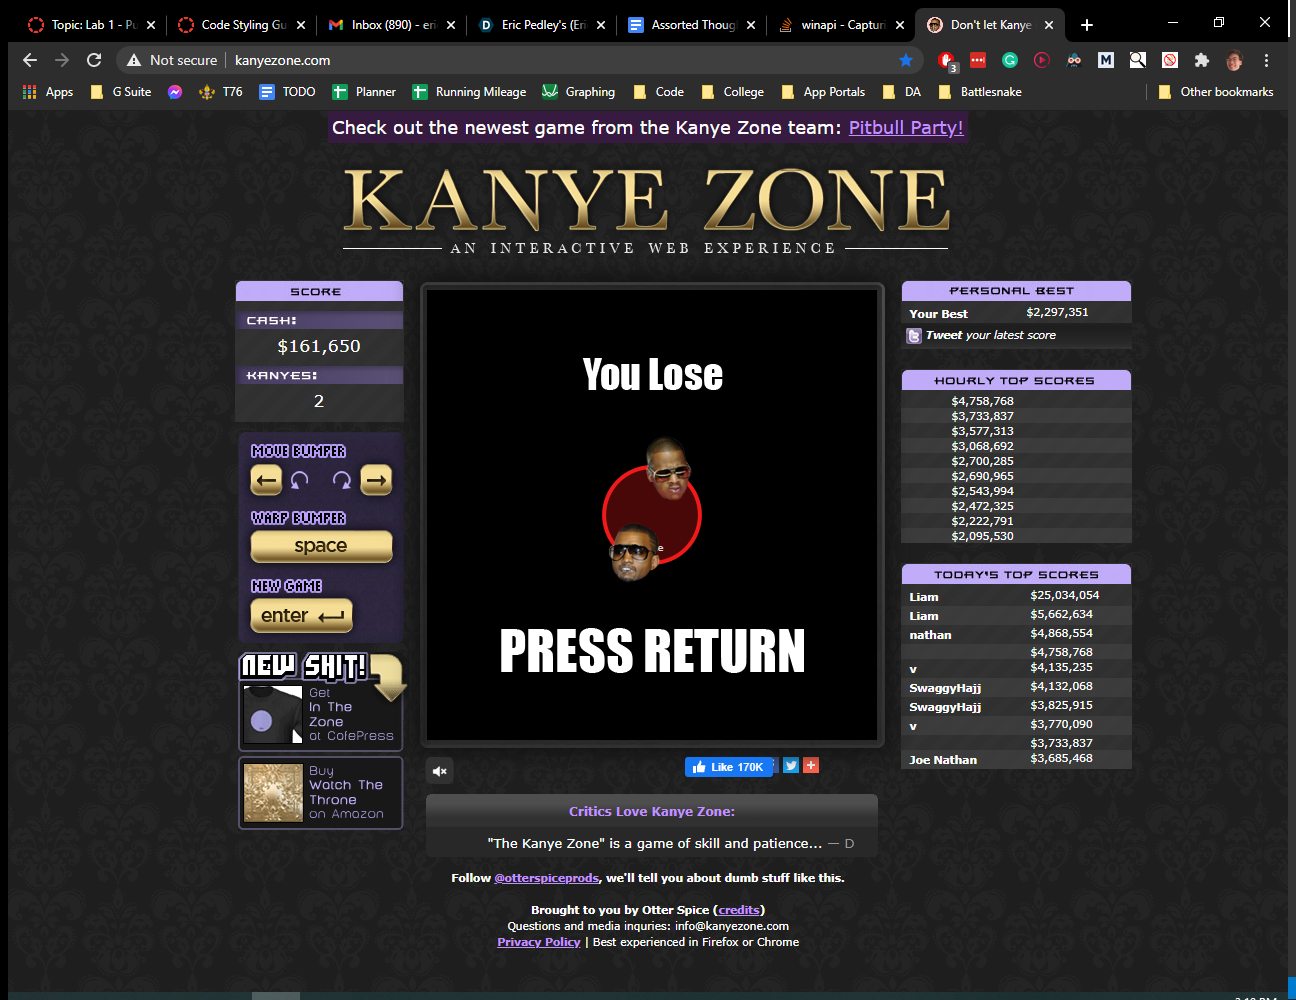 Topic: Lab 1 - Pu
Code Styling Gu
Inbox (890) - eri
Eric Pedley's (Eri
Assorted Though
winapi - Capturi
Don't let Kanye
Not secure
kanyezone.com
3
Apps
G Suite
T76
TODO
Planner
Running Mileage
Graphing
Code
College
App Portals
DA
Battlesnake
Other bookmarks
Check out the newest game from the Kanye Zone team: Pitbull Party!
KANYE ZONE
AN INTERACTIVE WEB EXPERIENCE
SCORE
CASH:
$161,650
KANYES:
2
MOVE BUMPER
WARP BUMPER
space
NEW GAME
enter
NEW SHIT!
Get
In The
Zone
at CafePress
Buy
Watch The
Throne
on Amazon
You Lose
PRESS RETURN
Like 170K
Critics Love Kanye Zone:
"The Kanye Zone" is a game of skill and patience... — D
Follow @otterspiceprods, we'll tell you about dumb stuff like this.
Brought to you by Otter Spice (credits)
Questions and media inquries: info@kanyezone.com
Privacy Policy | Best experienced in Firefox or Chrome
PERSONAL BEST
Your Best $2,297,351
Tweet your latest score
HOURLY TOP SCORES
$4,758,768
$3,733,837
$3,577,313
$3,068,692
$2,700,285
$2,690,965
$2,543,994
$2,472,325
$2,222,791
$2,095,530
TODAY'S TOP SCORES
Liam $25,034,054
Liam $5,662,634
nathan $4,868,554
$4,758,768
v $4,135,235
SwaggyHajj $4,132,068
SwaggyHajj $3,825,915
v $3,770,090
$3,733,837
Joe Nathan $3,685,468